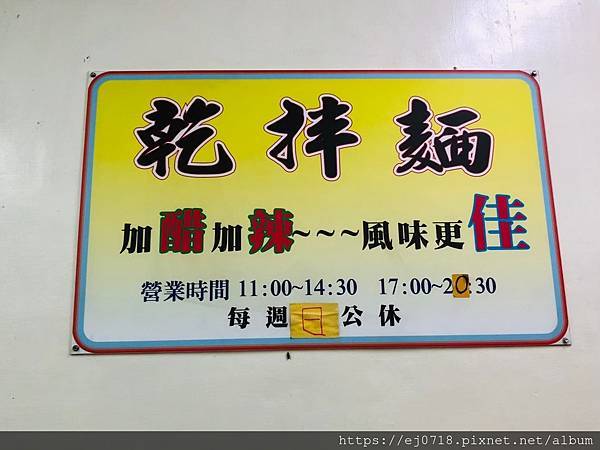 乾拌麵
加醋加辣~~~風味更佳
營業時間 11:00~14:30 17:00~20:30
每週日公休
https://ej0718.pixnet.net/album